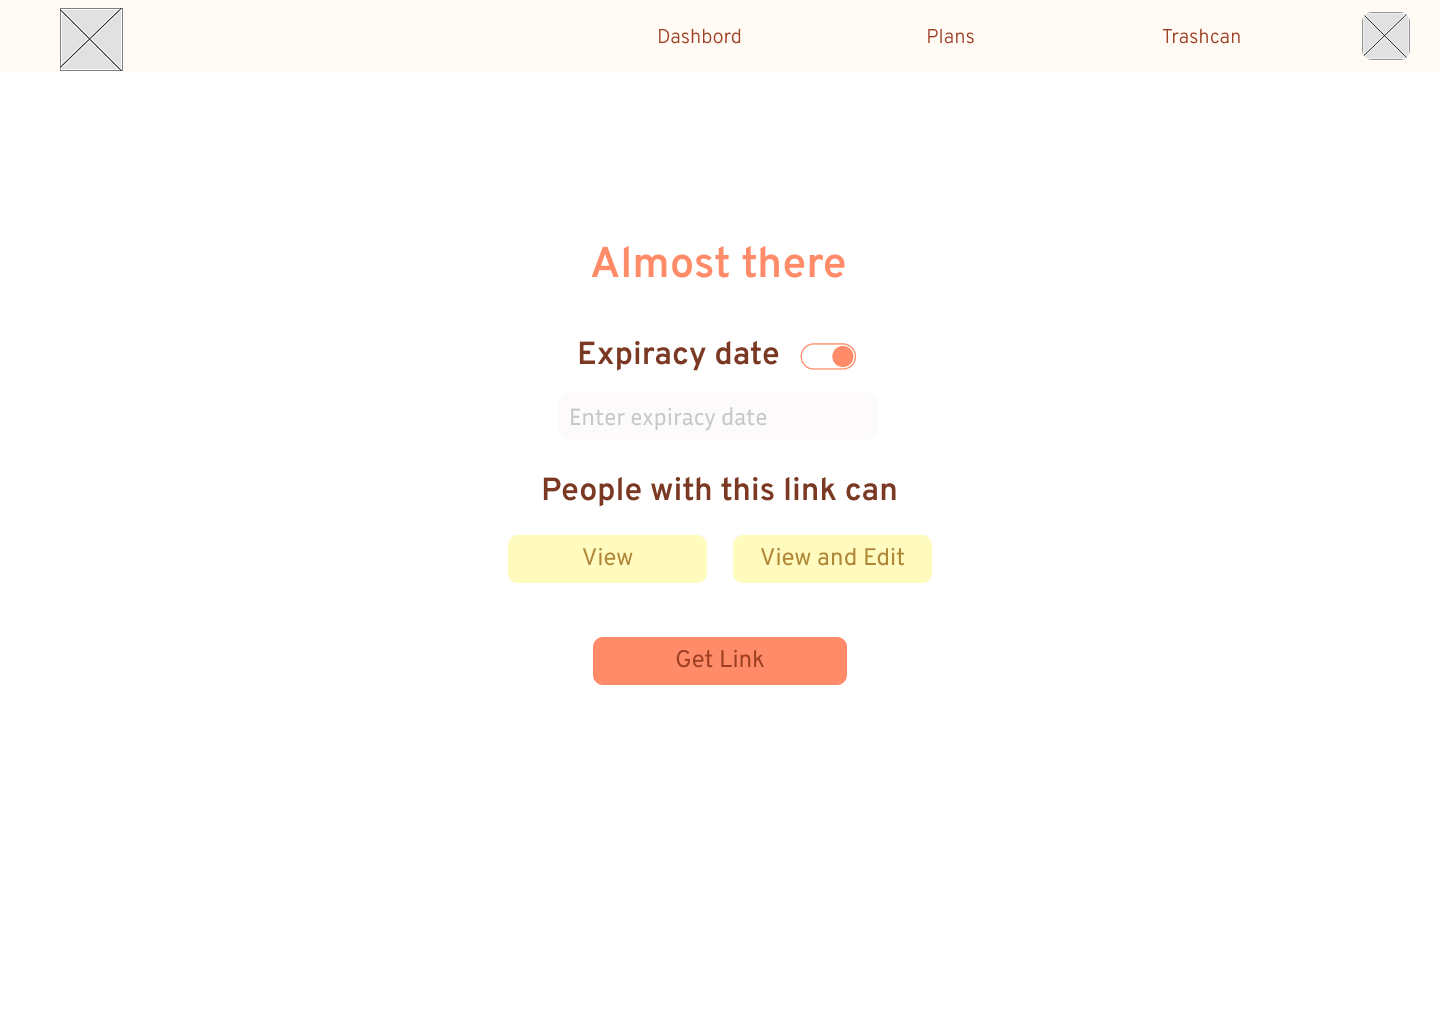 Dashbord Plans Trashcan
Almost there
Expiracy date
Enter expiracy date
People with this link can
View View and Edit
Get Link